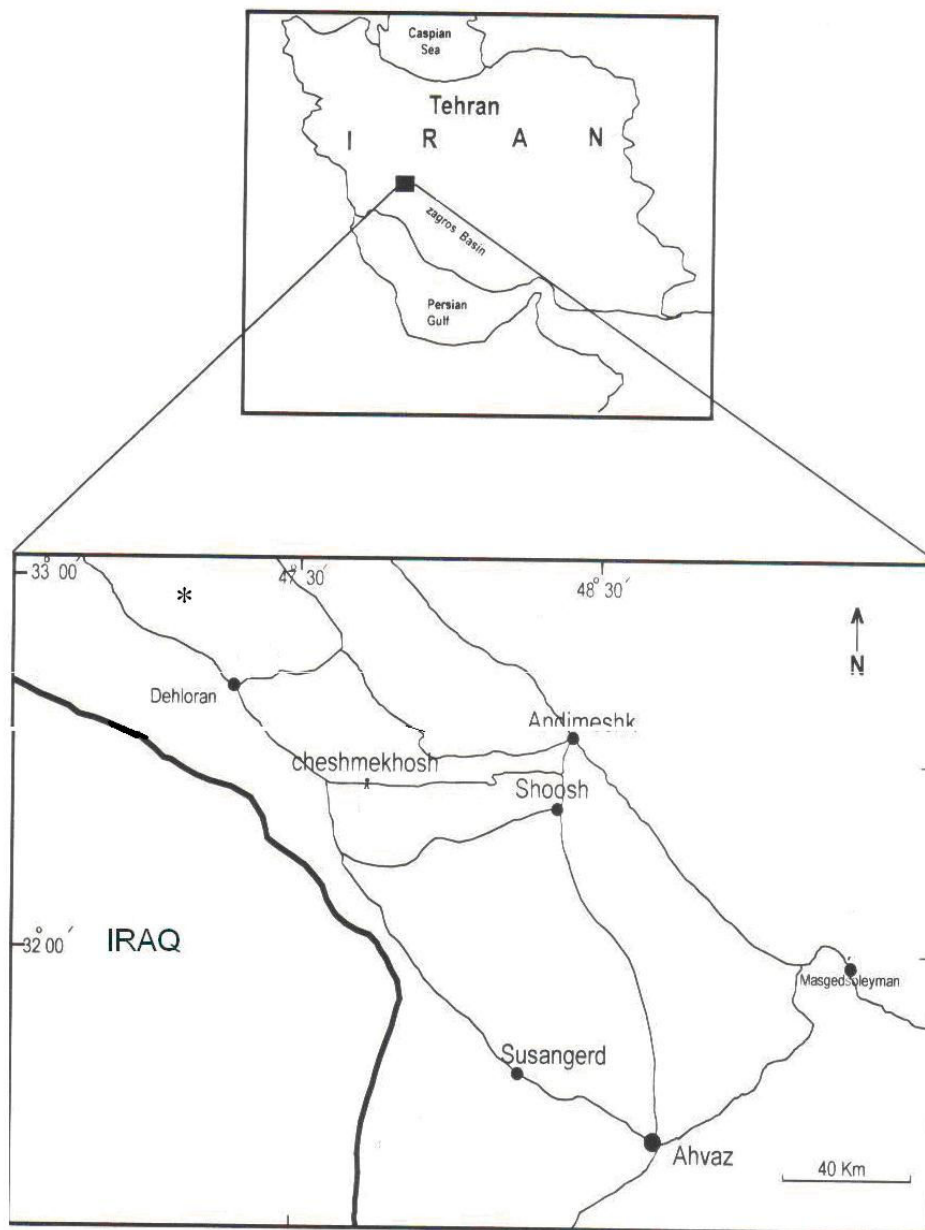 Caspian
Sea
Tehran
I R A N
zagros Basin
Persian
Gulf
33° 00´
47° 30´
48° 30´
*
N
Dehloran
Andimeshk
cheshmekhosh
Shoosh
32° 00´
IRAQ
Masgedsoleyman
Susangerd
Ahvaz
40 Km